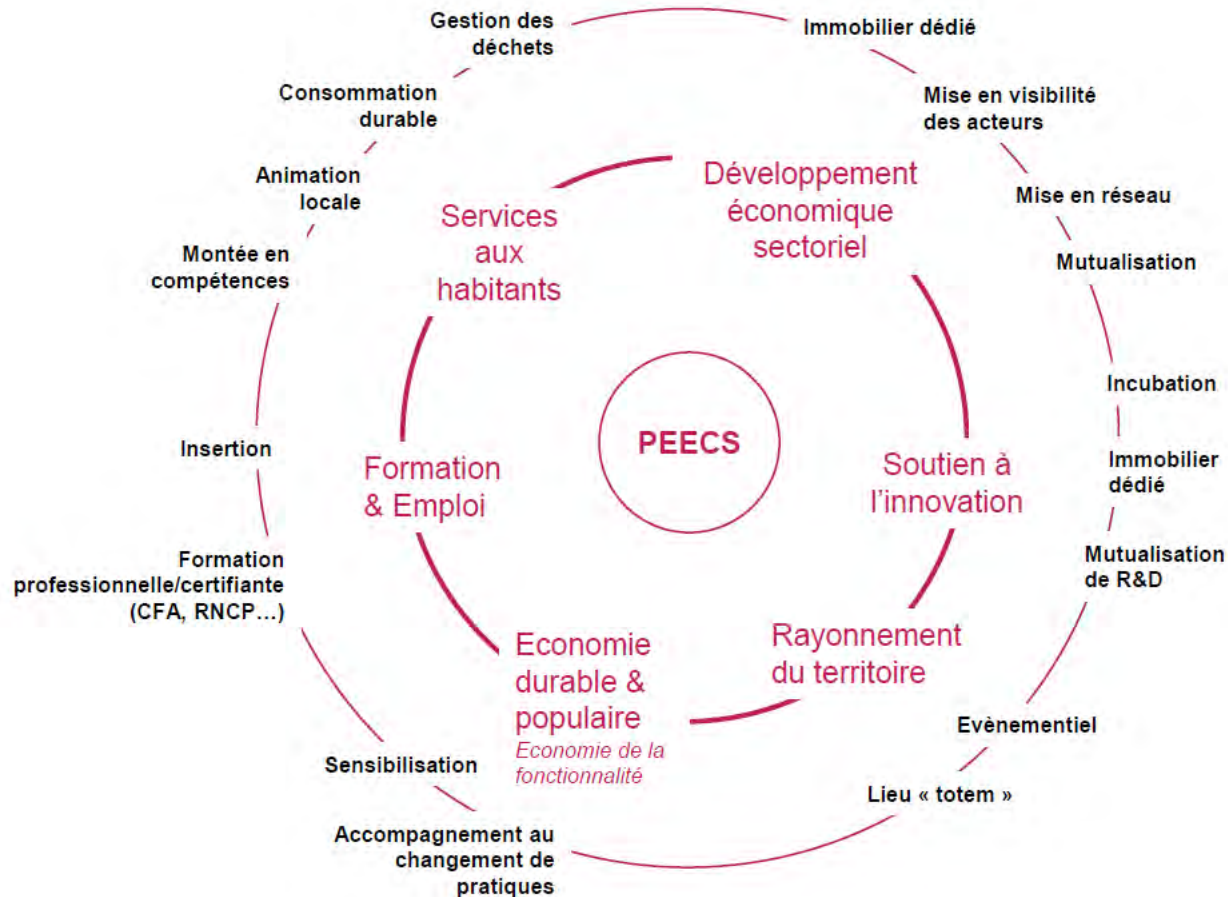 Gestion des
déchets
Immobilier dédié
Consommation
durable
Mise en visibilité
des acteurs
Animation
locale
Services
aux
habitants
Développement
économique
sectoriel
Mise en réseau
Montée en
compétences
Mutualisation
Insertion
Formation
& Emploi
PEECS
Soutien à
l'innovation
Incubation
Immobilier
dédié
Formation
professionnelle/certifiante
(CFA, RNCP…)
Mutualisation
de R&D
Economie
durable &
populaire
Economie de la
fonctionnalité
Rayonnement
du territoire
Evènementiel
Sensibilisation
Lieu « totem »
Accompagnement au
changement de
pratiques